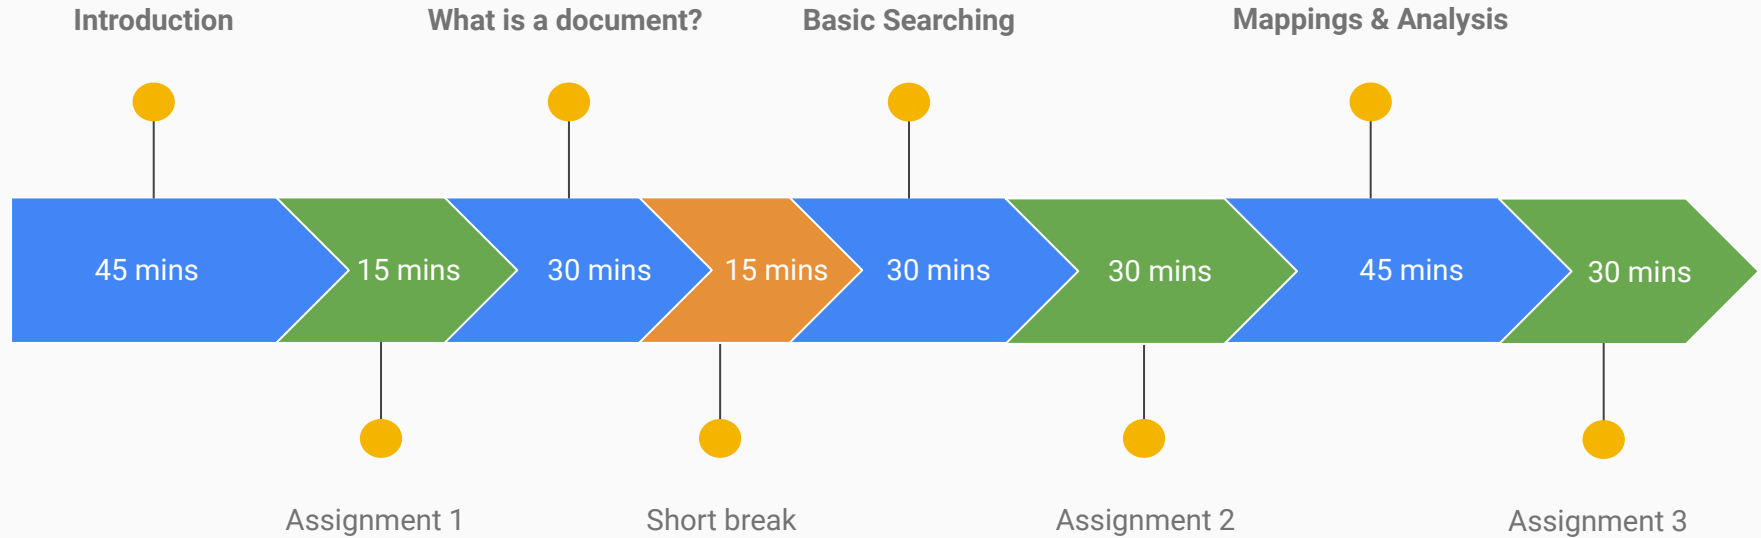 Introduction
What is a document?
Basic Searching
Mappings & Analysis
45 mins
15 mins
30 mins
15 mins
30 mins
30 mins
45 mins
30 mins
Assignment 1
Short break
Assignment 2
Assignment 3